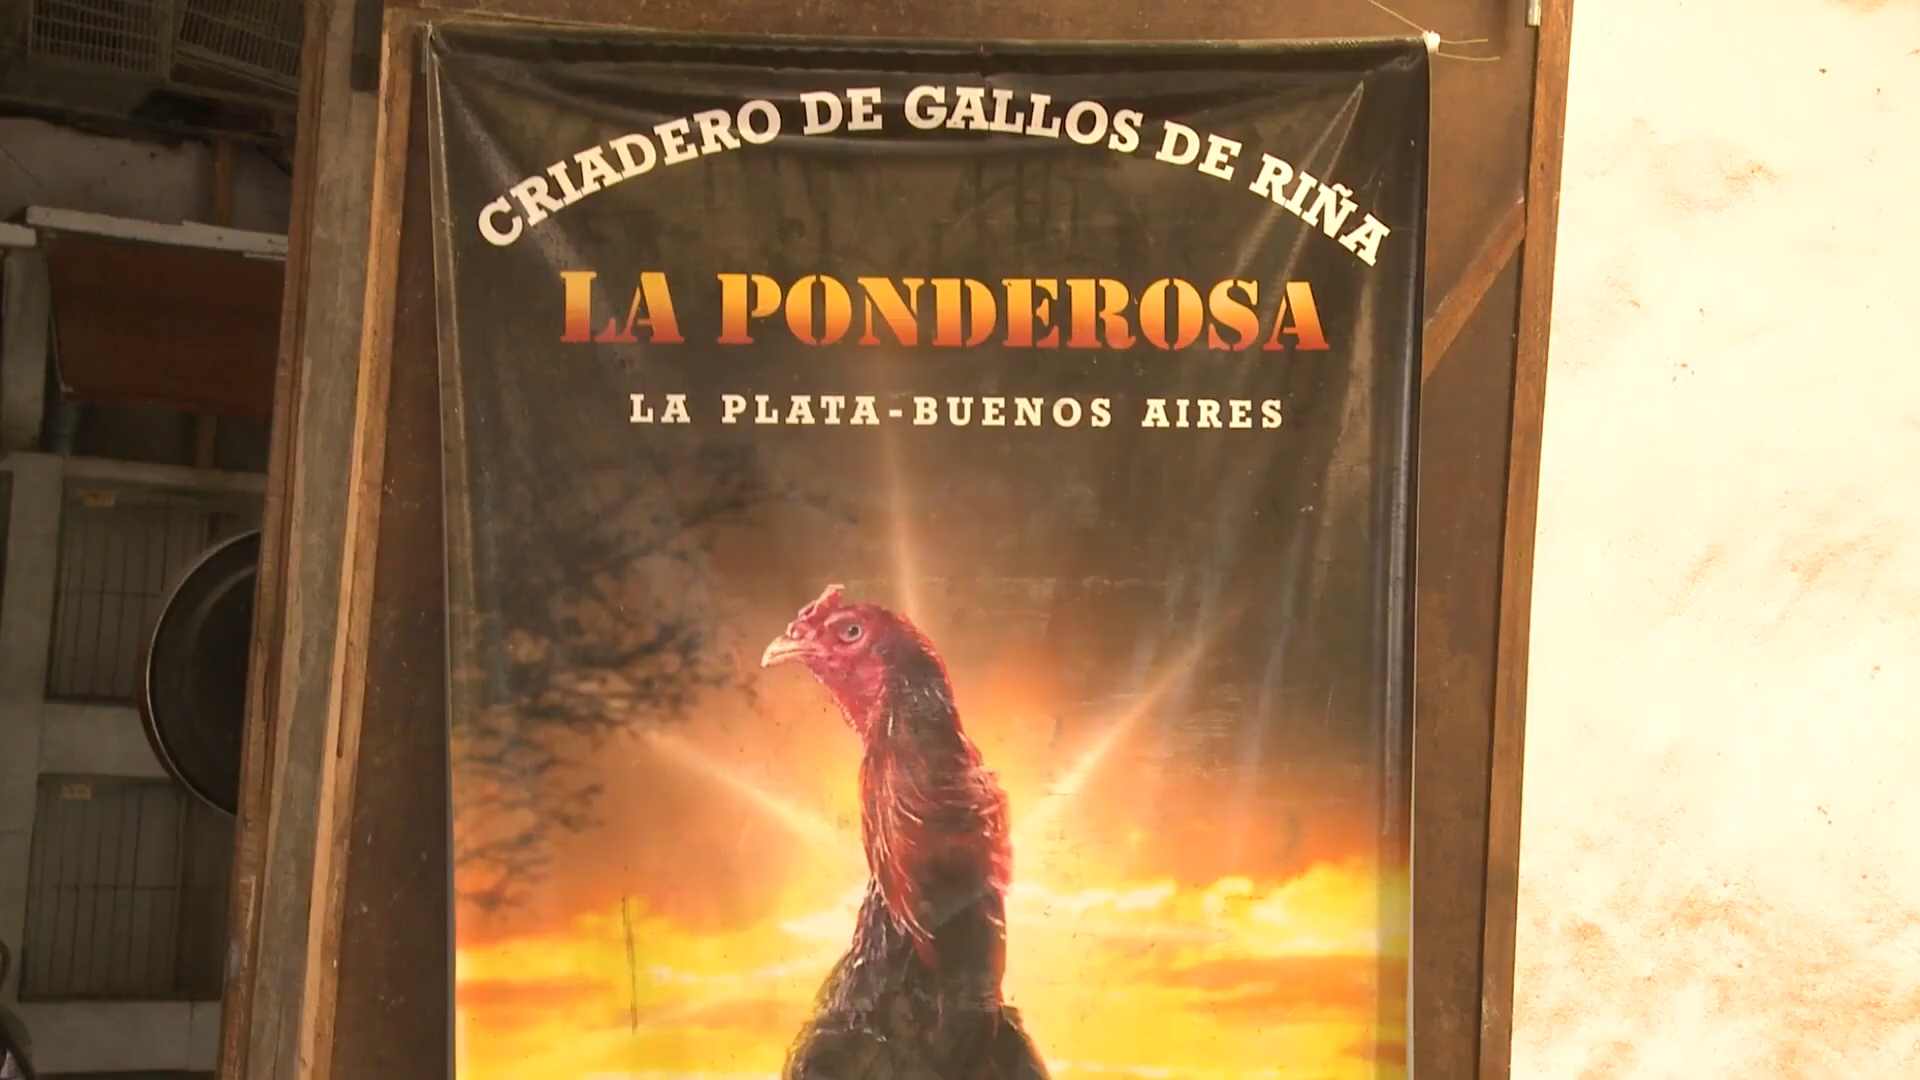 CRIADERO DE GALLOS DE RIÑA
LA PONDEROSA
LA PLATA-BUENOS AIRES